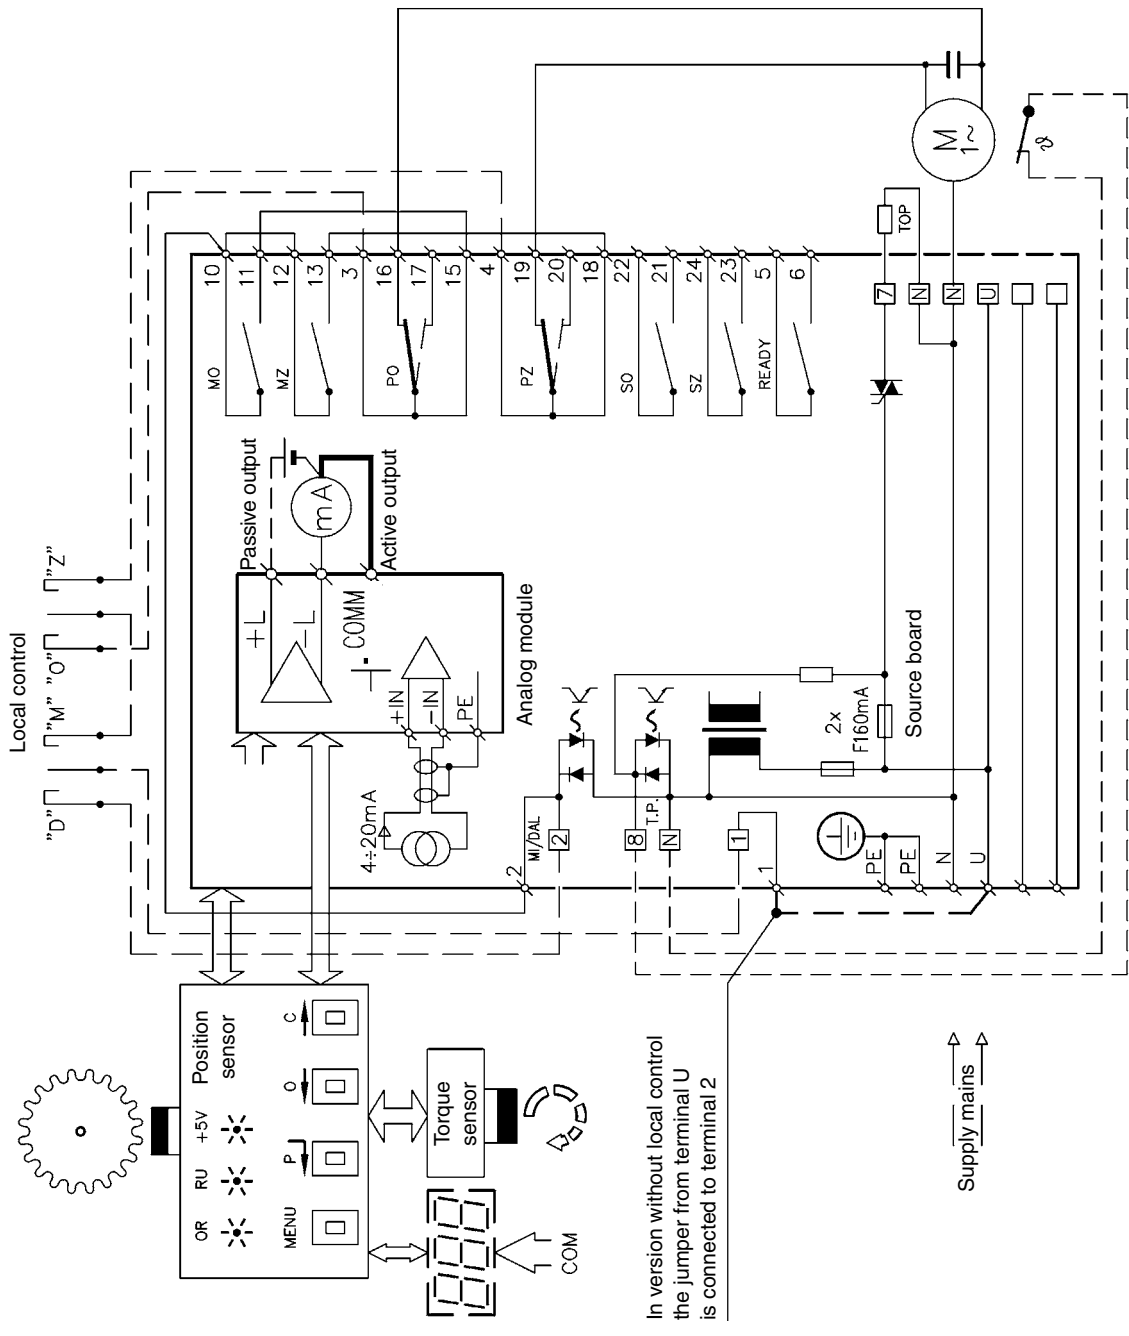 Local control
"D"
"M"
"O"
"Z"
Position
sensor
+5V
RU
OR
MENU
P
O
C
Torque
sensor
COM
+L
-L
COMM
+IN
-IN
PE
Analog module
Passive output
Active output
mA
4÷20mA
MO
MZ
PO
PZ
SO
SZ
READY
10
11
12
13
3
16
17
15
4
19
20
18
22
21
24
23
5
6
7
N
N
U
TOP
M
1~
ϑ
2
MI/DAL
2
8
T.P.
N
1
1
PE
PE
N
U
2x
F160mA
Source board
In version without local control
the jumper from terminal U
is connected to terminal 2
Supply mains